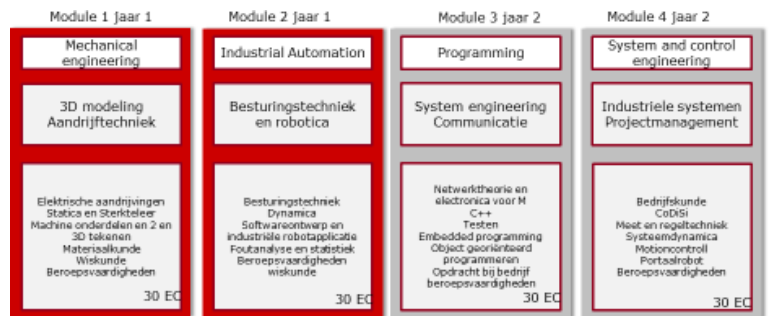 Module 1 jaar 1
Mechanical
engineering
3D modeling
Aandrijftechniek
Elektrische aandrijvingen
Statica en Sterkteleer
Machine onderdelen en 2 en
3D tekenen
Materiaalkunde
Wiskunde
Beroepsvaardigheden
30 EC
Module 2 jaar 1
Industrial Automation
Besturingstechniek
en robotica
Besturingstechniek
Dynamica
Softwareontwerp en
industriële robotapplicatie
Foutanalyse en statistiek
Beroepsvaardigheden
wiskunde
30 EC
Module 3 jaar 2
Programming
System engineering
Communicatie
Netwerktheorie en
electronica voor M
C++
Testen
Embedded programming
Object georiënteerd
programmeren
Opdracht bij bedrijf
beroepsvaardigheden
30 EC
Module 4 jaar 2
System and control
engineering
Industriele systemen
Projectmanagement
Bedrijfskunde
CoDiSi
Meet en regeltechniek
Systeemdynamica
Motioncontroll
Portaalrobot
Beroepsvaardigheden
30 EC